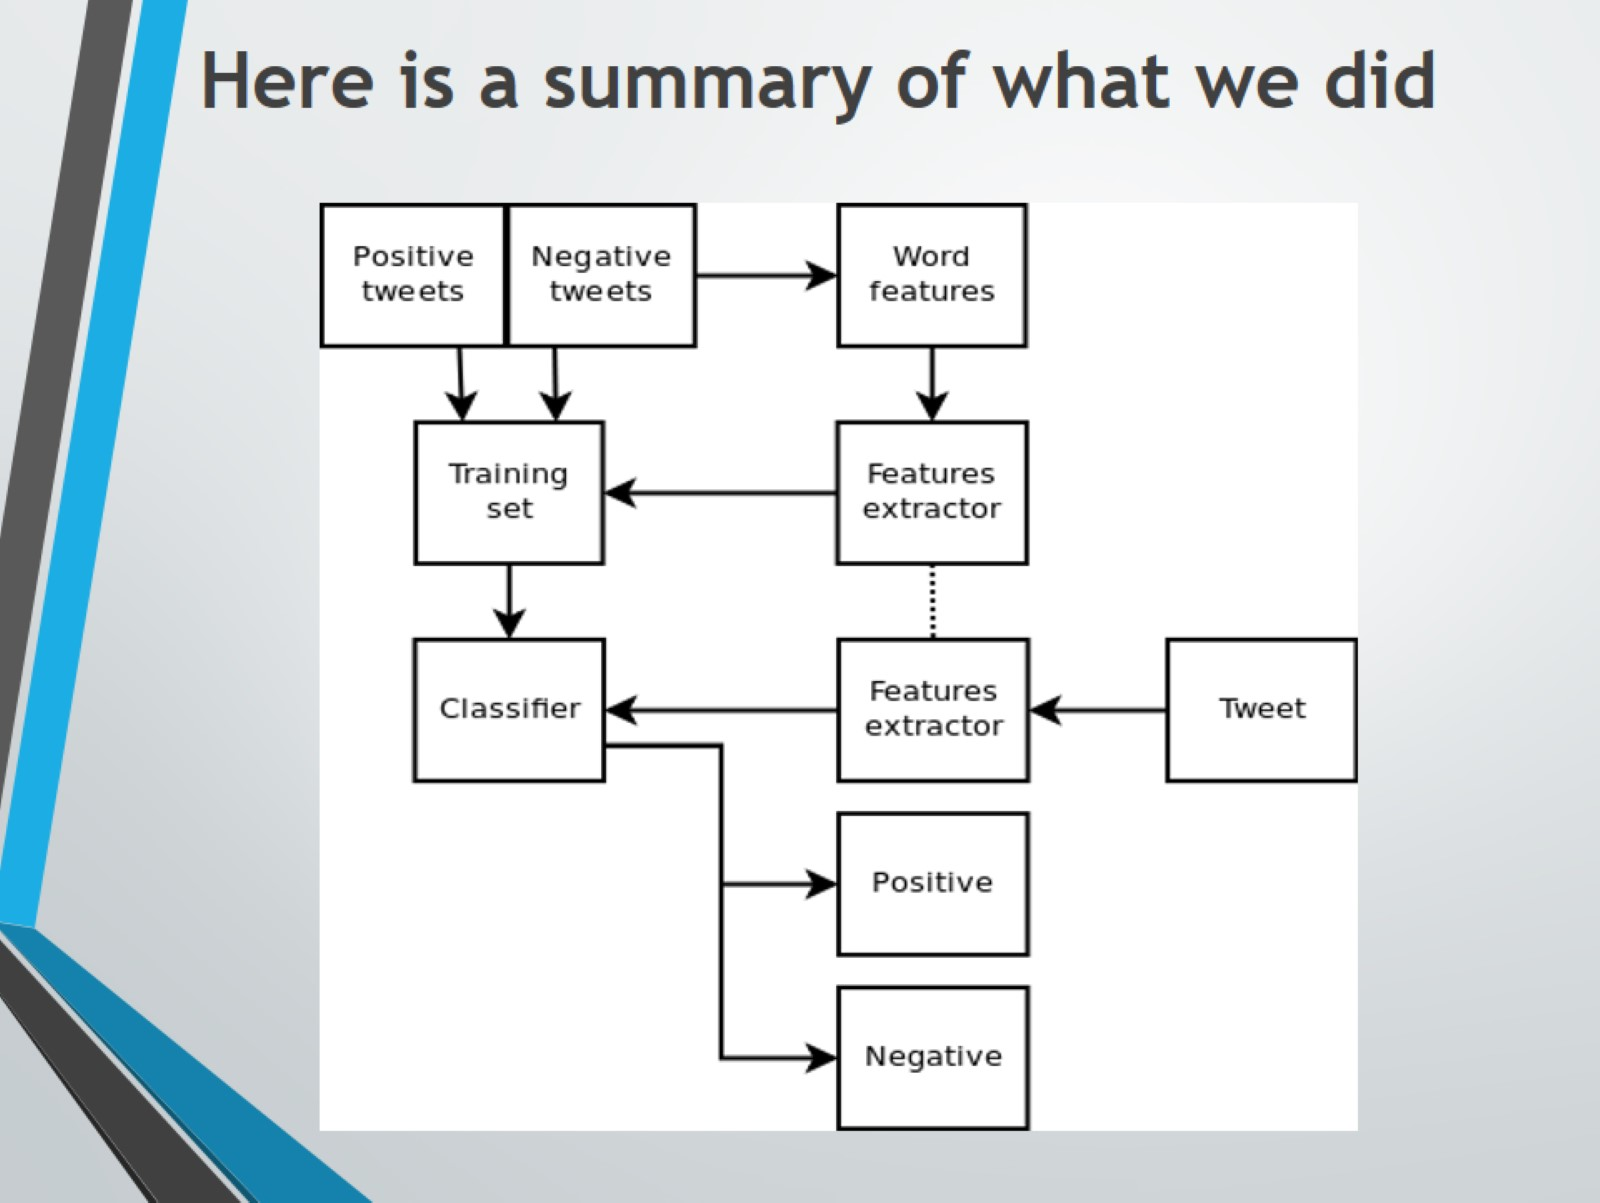 Here is a summary of what we did
Positive
tweets
Negative
tweets
Word
features
Training
set
Features
extractor
Classifier
Features
extractor
Tweet
Positive
Negative